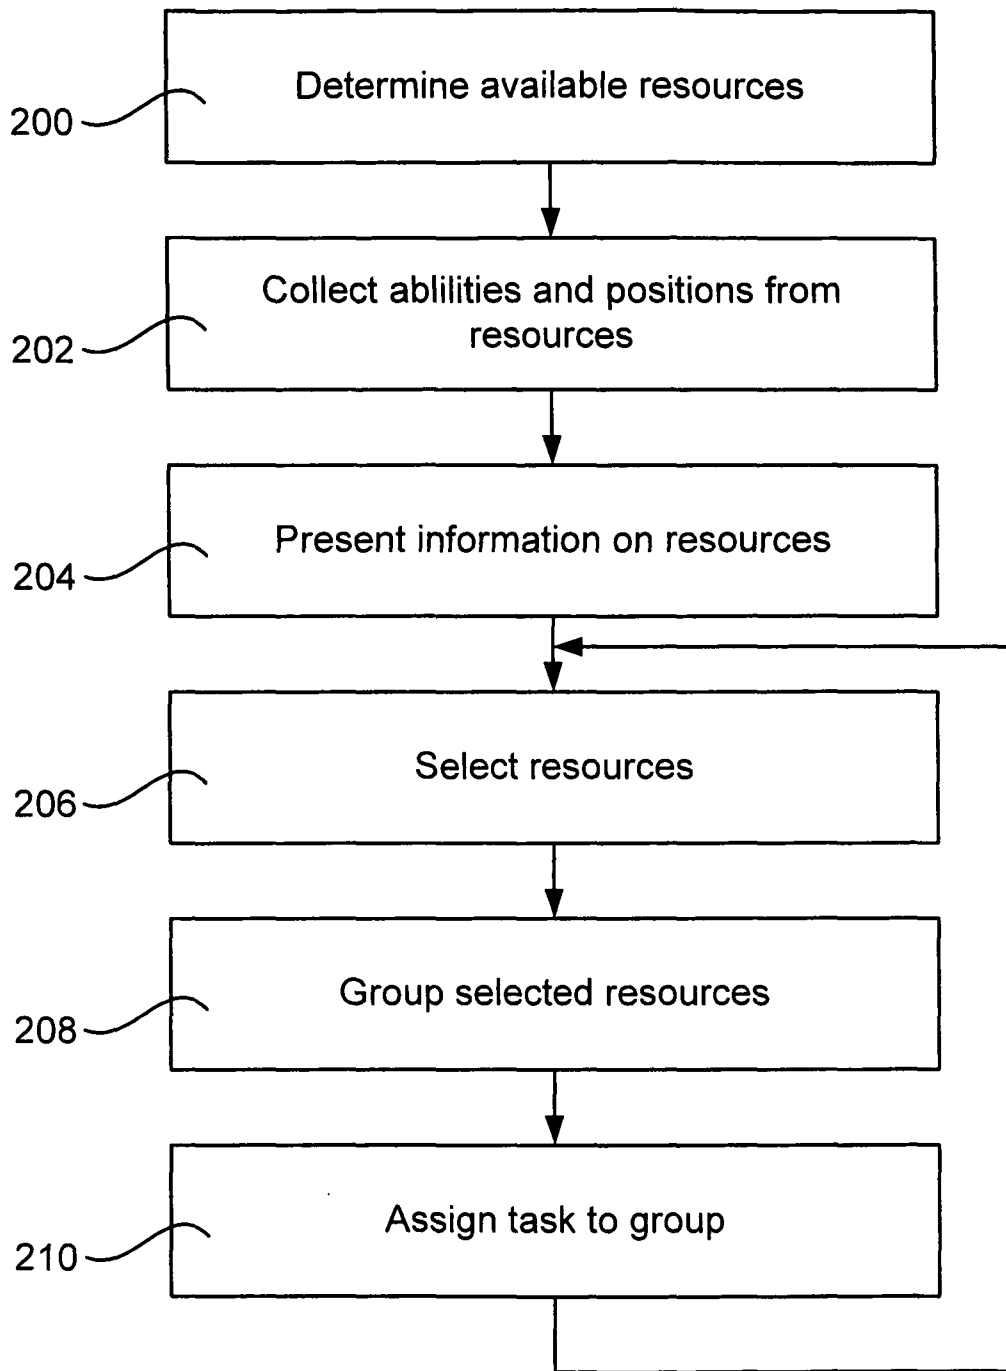 Determine available resources
200
Collect ablilities and positions from
resources
202
Present information on resources
204
Select resources
206
Group selected resources
208
Assign task to group
210